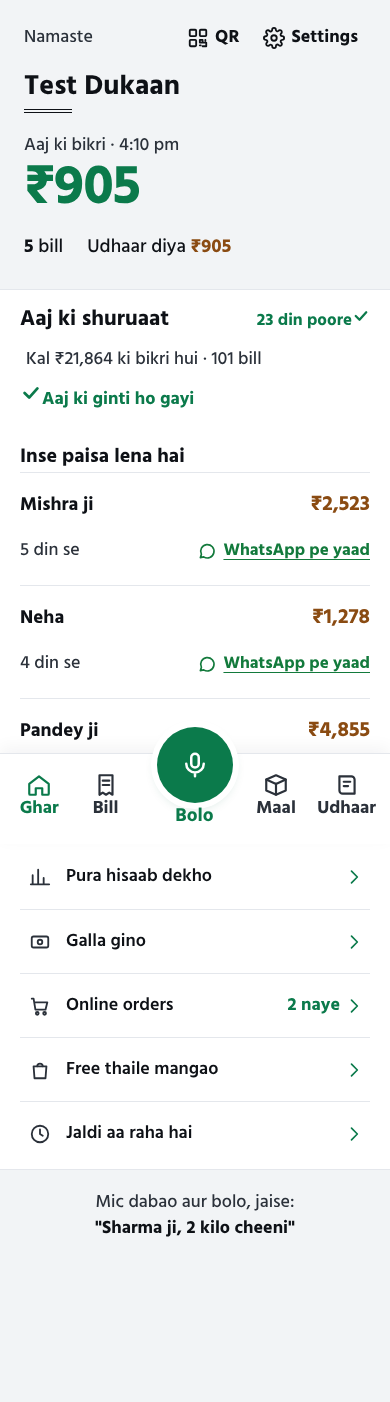 Namaste
QR
Settings
Test Dukaan
Aaj ki bikri · 4:10 pm
₹905
5 bill
Udhaar diya ₹905
Aaj ki shuruaat
23 din poore
Kal ₹21,864 ki bikri hui · 101 bill
Aaj ki ginti ho gayi
Inse paisa lena hai
Mishra ji
₹2,523
5 din se
WhatsApp pe yaad
Neha
₹1,278
4 din se
WhatsApp pe yaad
Pandey ji
₹4,855
Ghar
Bill
Bolo
Maal
Udhaar
Pura hisaab dekho
Galla gino
Online orders
2 naye
Free thaile mangao
Jaldi aa raha hai
Mic dabao aur bolo, jaise:
"Sharma ji, 2 kilo cheeni"